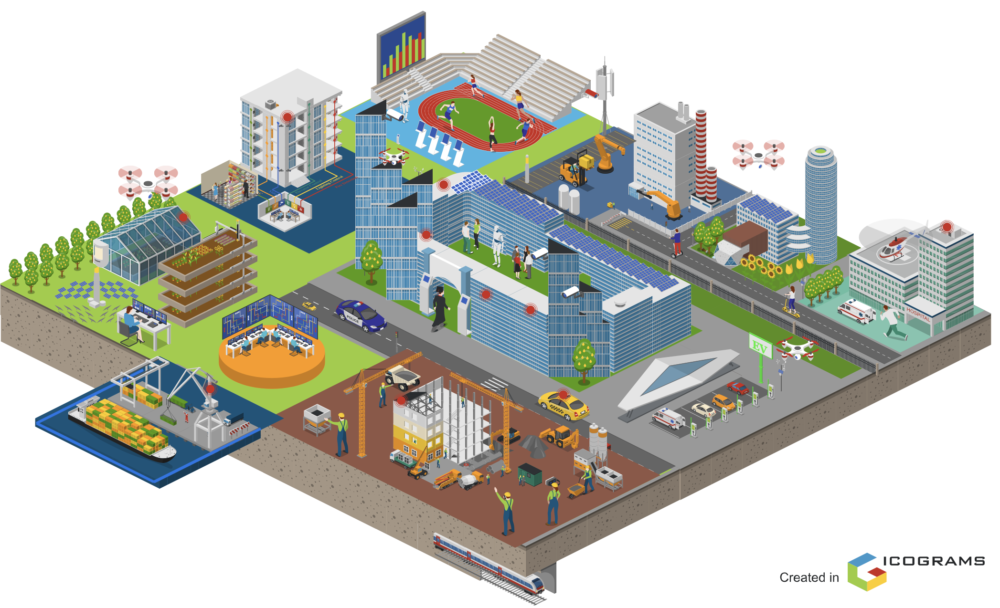 Lighting Control
POLICE
HOSPITAL
EV
Created in
ICOGRAMS